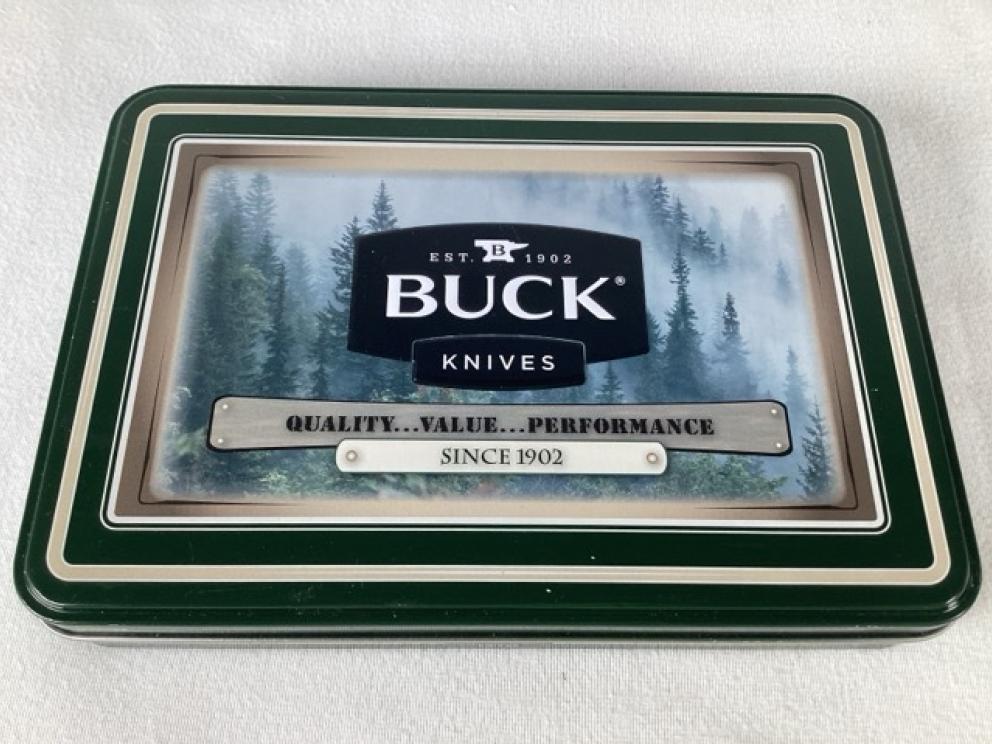 EST. B 1902
BUCK®
KNIVES
QUALITY...VALUE...PERFORMANCE
SINCE 1902